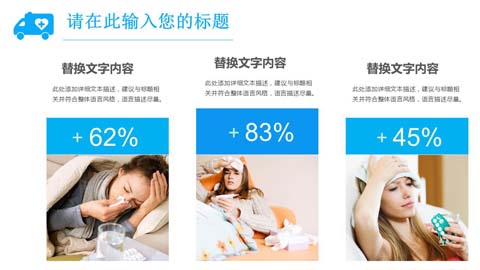 请在此输入您的标题
替换文字内容
此处添加详细文本描述，建议与标题相
关并符合整体语言风格，语言描述尽量。
+ 62%
替换文字内容
此处添加详细文本描述，建议与标题相
关并符合整体语言风格，语言描述尽量。
+ 83%
替换文字内容
此处添加详细文本描述，建议与标题相
关并符合整体语言风格，语言描述尽量。
+ 45%